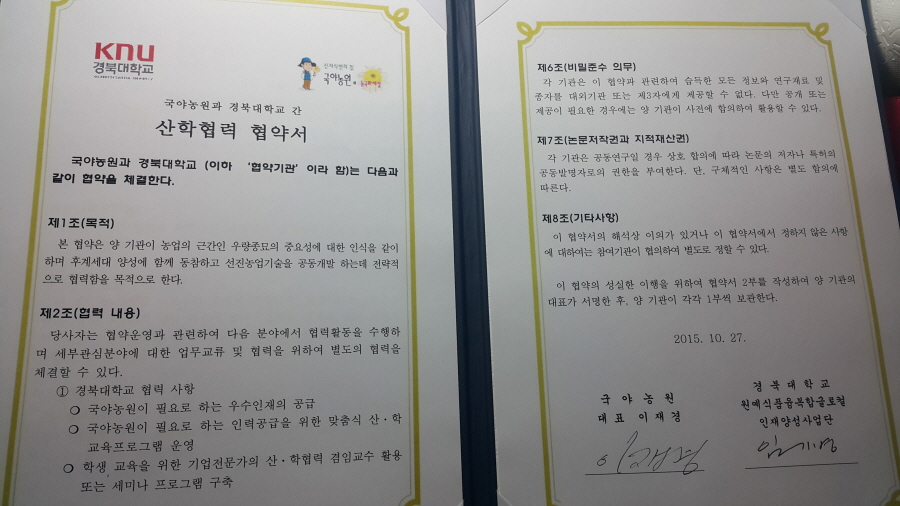 KNU
경북대학교
국야농원
국야농원과 경북대학교 간
산학협력 협약서
국야농원과 경북대학교 (이하 ‘협약기관’이라 함)는 다음과
같이 협약을 체결한다.
제1조(목적)
본 협약은 양 기관이 농업의 근간인 우량종묘의 중요성에 대한 인식을 같이
하며 후계세대 양성에 함께 동참하고 선진농업기술을 공동개발 하는데 전략적
으로 협력함을 목적으로 한다.
제2조(협력 내용)
당사자는 협약운영과 관련하여 다음 분야에서 협력활동을 수행하
며 세부관심분야에 대한 업무교류 및 협력을 위하여 별도의 협력을
체결할 수 있다.
① 경북대학교 협력 사항
○ 국야농원이 필요로 하는 우수인재의 공급
○ 국야농원이 필요로 하는 인력공급을 위한 맞춤식 산·학
교육프로그램 운영
○ 학생 교육을 위한 기업전문가의 산·학협력 겸임교수 활용
또는 세미나 프로그램 구축
제6조(비밀준수 의무)
각 기관은 이 협약과 관련하여 습득한 모든 정보와 연구재료 및
종자를 대외기관 또는 제3자에게 제공할 수 없다. 다만 공개 또는
제공이 필요한 경우에는 양 기관이 사전에 합의하여 활용할 수 있다.
제7조(논문저작권과 지적재산권)
각 기관은 공동연구일 경우 상호 합의에 따라 논문의 저자나 특허의
공동발명자로의 권한을 부여한다. 단, 구체적인 사항은 별도 합의에
따른다.
제8조(기타사항)
이 협약서의 해석상 이의가 있거나 이 협약서에서 정하지 않은 사항
에 대하여는 참여기관이 협의하여 별도로 정할 수 있다.
이 협약의 성실한 이행을 위하여 협약서 2부를 작성하여 양 기관의
대표가 서명한 후, 양 기관이 각각 1부씩 보관한다.
2015. 10. 27.
국 야 농 원
대 표 이 재 경
이재경
경 북 대 학 교
원예식품융복합글로컬
인재양성사업단
임기병